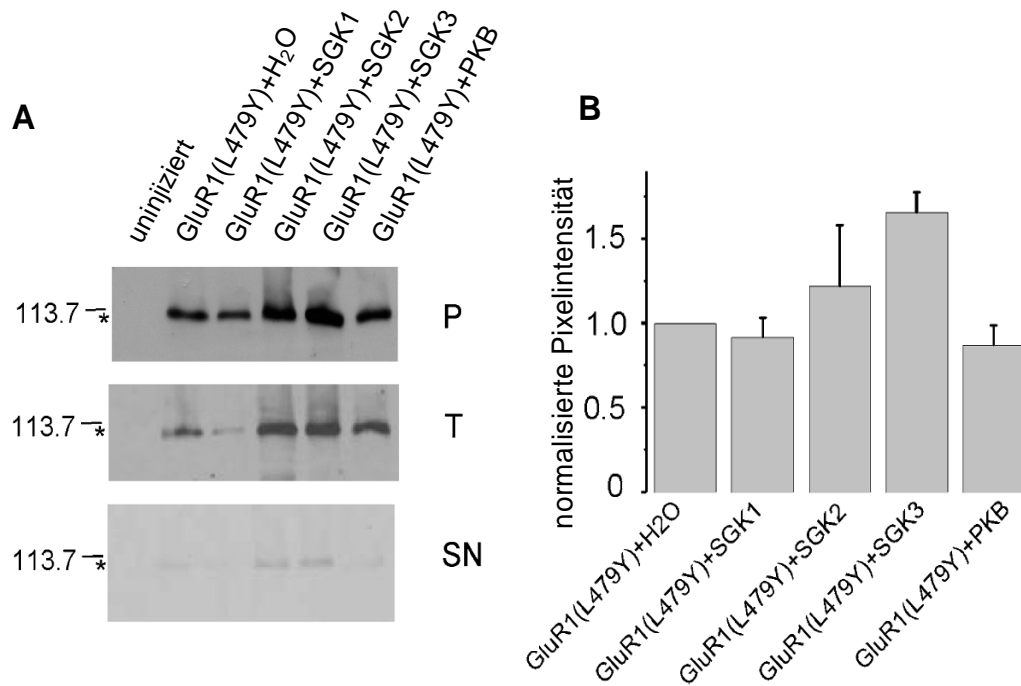 A
uninjiziert
GluR1(L479Y)+H₂O
GluR1(L479Y)+SGK1
GluR1(L479Y)+SGK2
GluR1(L479Y)+SGK3
GluR1(L479Y)+PKB
113.7
*
P
113.7
*
T
113.7
*
SN
B
normalisierte Pixelintensität
1.5
1.0
0.5
0
GluR1(L479Y)+H2O
GluR1(L479Y)+SGK1
GluR1(L479Y)+SGK2
GluR1(L479Y)+SGK3
GluR1(L479Y)+PKB